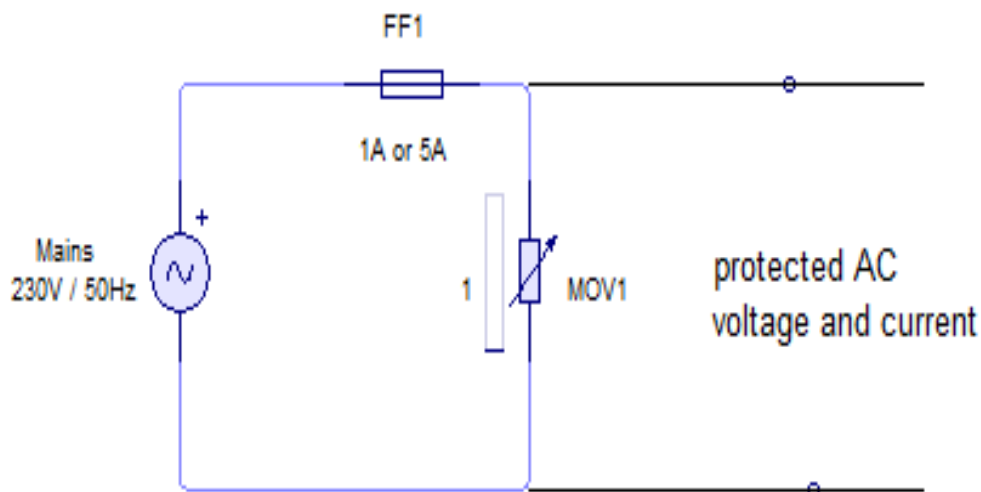 FF1
1A or 5A
Mains
230V / 50Hz
+
1
MOV1
protected AC
voltage and current